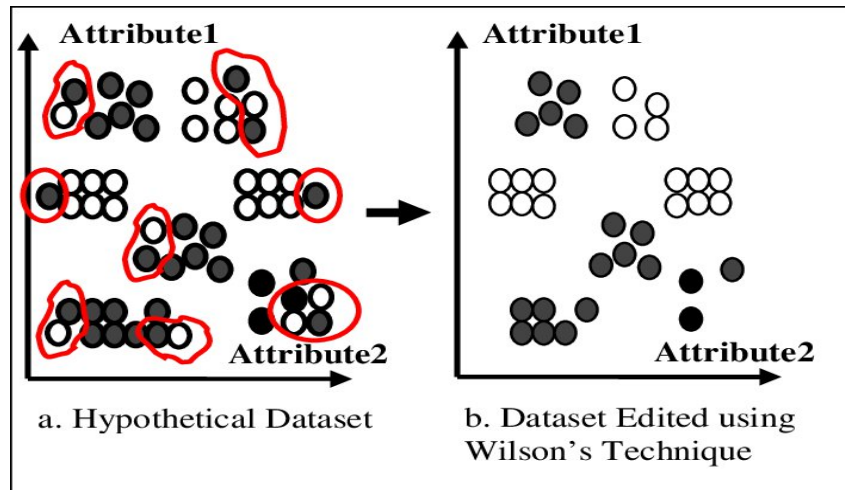 Attribute1
Attribute2
a. Hypothetical Dataset
Attribute1
Attribute2
b. Dataset Edited using
Wilson's Technique